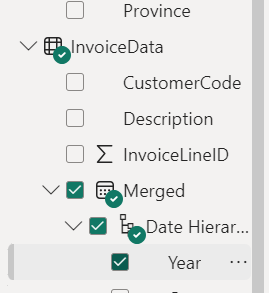 Province
InvoiceData
CustomerCode
Description
InvoiceLineID
Merged
Date Hierar...
Year